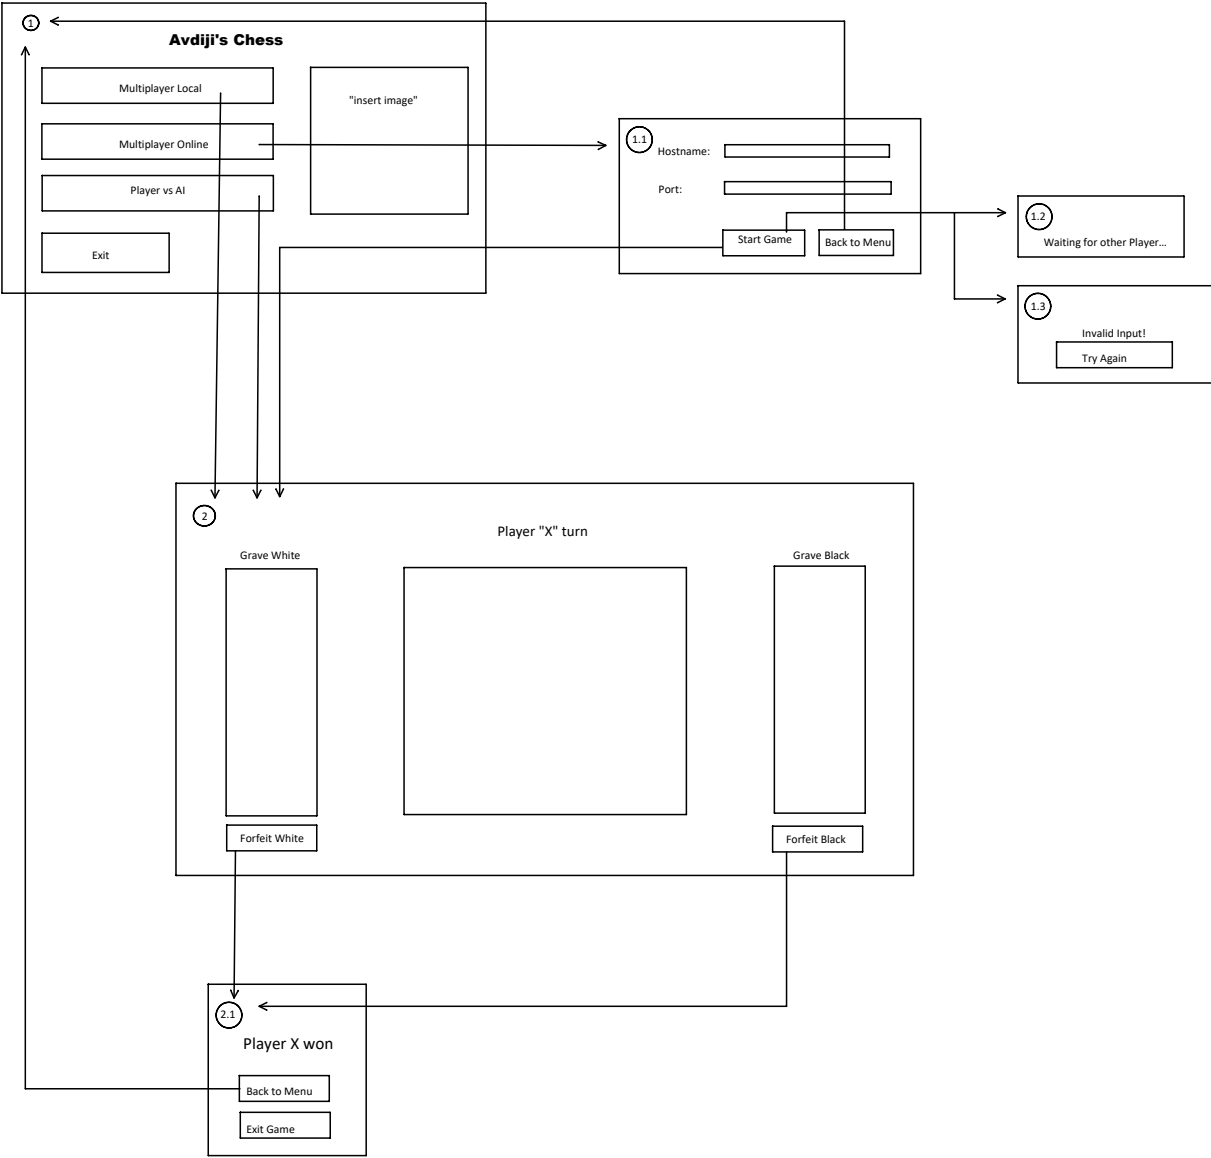 1
Avdiji's Chess
Multiplayer Local
"insert image"
Multiplayer Online
Player vs AI
Exit
1.1
Hostname:
Port:
Start Game
Back to Menu
1.2
Waiting for other Player...
1.3
Invalid Input!
Try Again
2
Player "X" turn
Grave White
Grave Black
Forfeit White
Forfeit Black
2.1
Player X won
Back to Menu
Exit Game